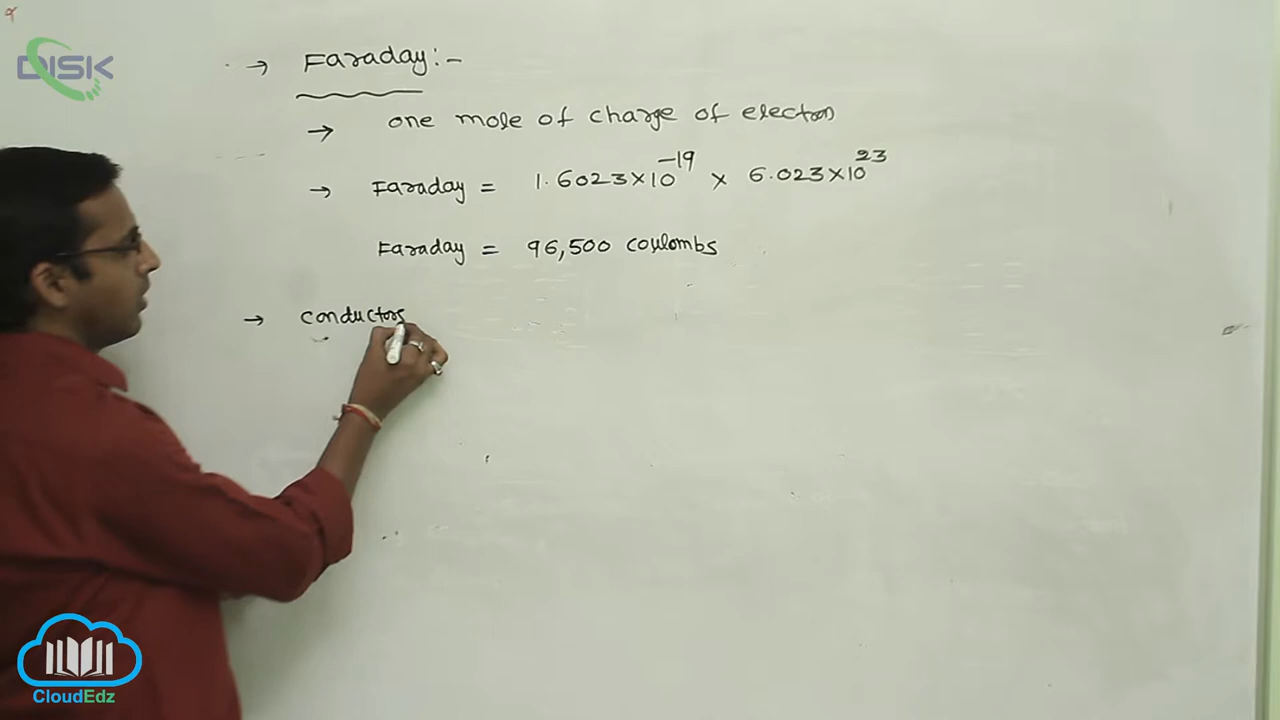 DISK
→ Faraday:-
→ one mole of charge of electron
→ Faraday = 1.6023×10⁻¹⁹ × 6.023×10²³
Faraday = 96,500 coulombs
→ conductors
CloudEdz